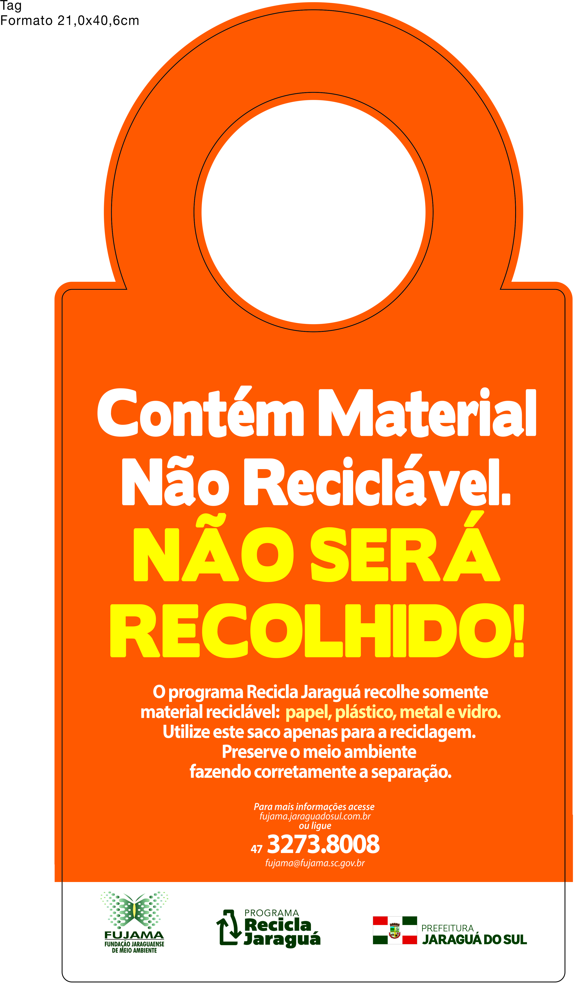 Tag
Formato 21,0x40,6cm
Contém Material
Não Reciclável.
NÃO SERÁ
RECOLHIDO!
O programa Recicla Jaraguá recolhe somente
material reciclável: papel, plástico, metal e vidro.
Utilize este saco apenas para a reciclagem.
Preserve o meio ambiente
fazendo corretamente a separação.
Para mais informações acesse
fujama.jaraguadosul.com.br
ou ligue
47 3273.8008
fujama@fujama.sc.gov.br
FUJAMA
FUNDAÇÃO JARAGUAENSE
DE MEIO AMBIENTE
PROGRAMA
Recicla
Jaraguá
PREFEITURA
JARAGUÁ DO SUL